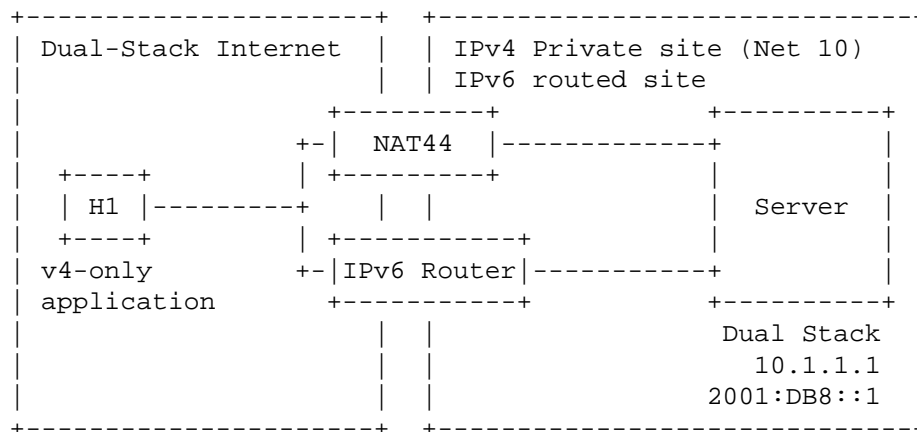 Dual-Stack Internet
IPv4 Private site (Net 10)
IPv6 routed site
NAT44
H1
Server
v4-only
IPv6 Router
application
Dual Stack
10.1.1.1
2001:DB8::1